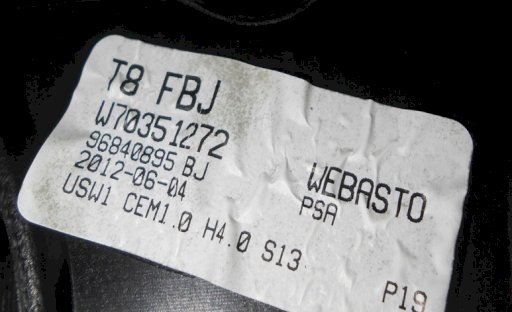 T8 FBJ
W70351272
96840895 BJ
2012-06-04
USW1 CEM1.0 H4.0 S13
WEBASTO
PSA
P19